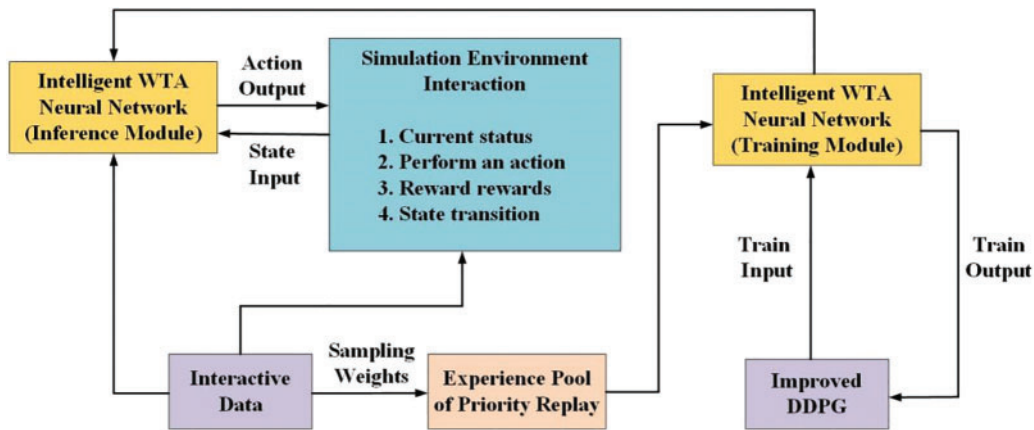 Intelligent WTA
Neural Network
(Inference Module)
Action
Output
State
Input
Simulation Environment
Interaction
1. Current status
2. Perform an action
3. Reward rewards
4. State transition
Intelligent WTA
Neural Network
(Training Module)
Train
Input
Train
Output
Interactive
Data
Sampling
Weights
Experience Pool
of Priority Replay
Improved
DDPG